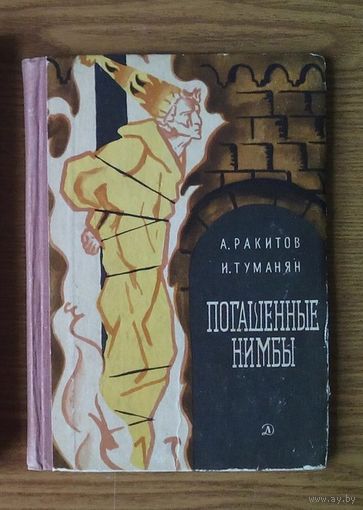 А. РАКИТОВ
И. ТУМАНЯН
ПОГАШЕННЫЕ
НИМБЫ
Д
www.ay.by